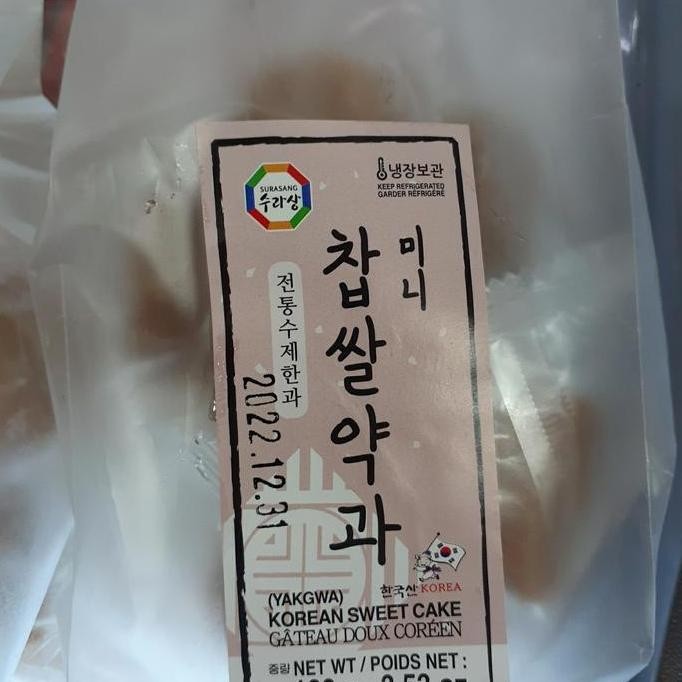 SURASANG
수라상
냉장보관
KEEP REFRIGERATED
GARDER RÉFRIGÉRÉ
미니
찹쌀약과
전통수제한과
2022.12.31
한국산 KOREA
(YAKGWA)
KOREAN SWEET CAKE
GÂTEAU DOUX CORÉEN
중량 NET WT / POIDS NET :